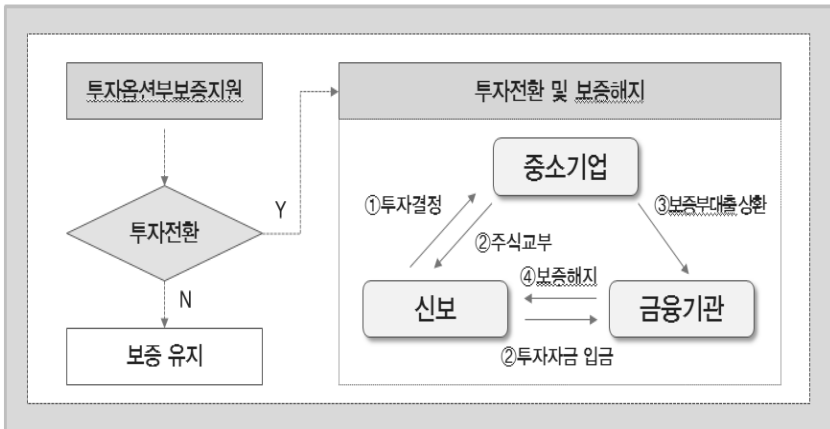 투자옵션부보증지원
투자전환 및 보증해지
중소기업
Y
①투자결정
③보증부대출 상환
투자전환
②주식교부
④보증해지
N
신보
금융기관
보증 유지
②투자자금 입금